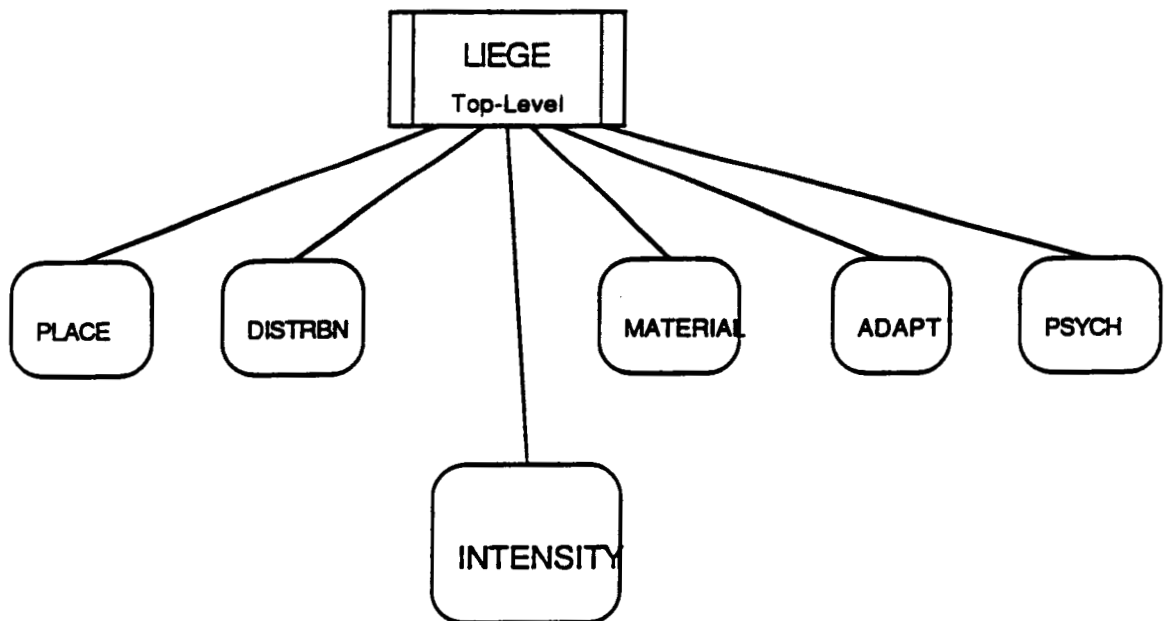 LIEGE
Top-Level
PLACE
DISTRBN
MATERIAL
ADAPT
PSYCH
INTENSITY